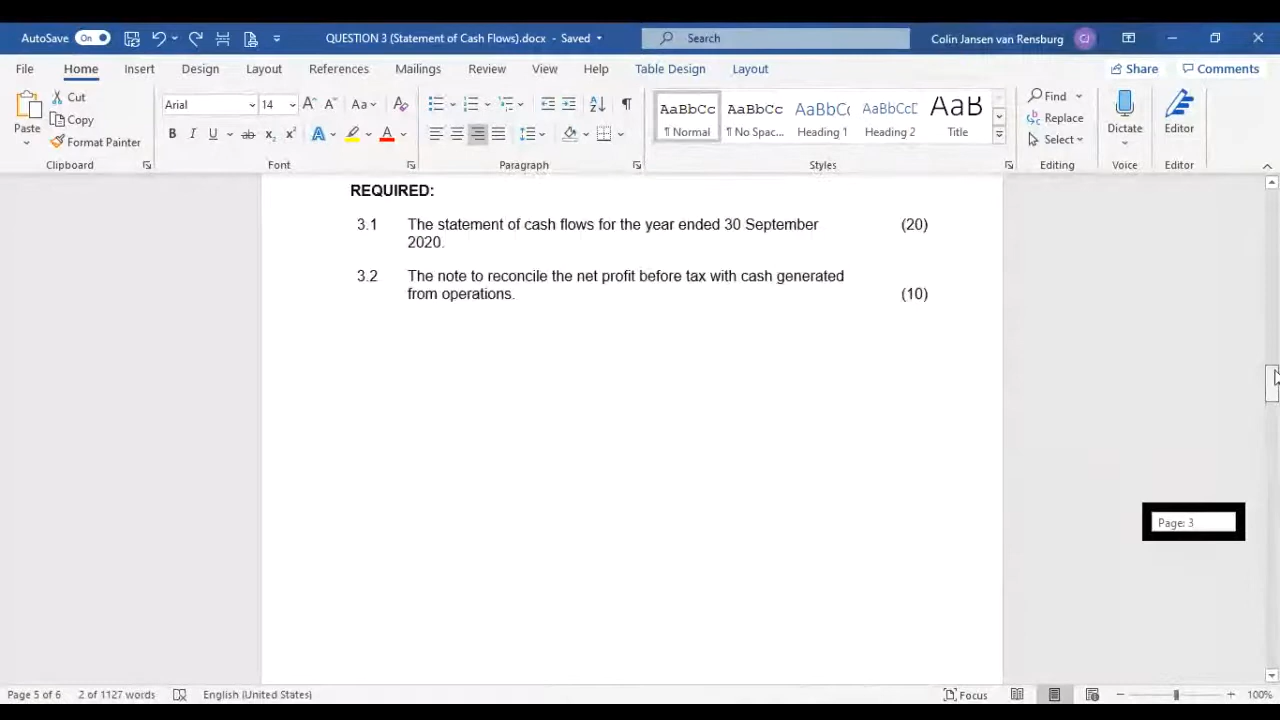 AutoSave On QUESTION 3 (Statement of Cash Flows).docx - Saved Search Colin Jansen van Rensburg CJ
File Home Insert Design Layout References Mailings Review View Help Table Design Layout Share Comments
Paste Cut Copy Format Painter
Clipboard
Arial 14
Font
Paragraph
AaBbCc AaBbCc AaBbC AaBbCcD AaB
¶ Normal ¶ No Spac... Heading 1 Heading 2 Title
Styles
Find Replace Select
Editing
Dictate
Voice
Editor
Editor
REQUIRED:
3.1 The statement of cash flows for the year ended 30 September (20)
2020.
3.2 The note to reconcile the net profit before tax with cash generated
from operations. (10)
Page: 3
Page 5 of 6 2 of 1127 words English (United States) Focus 100%